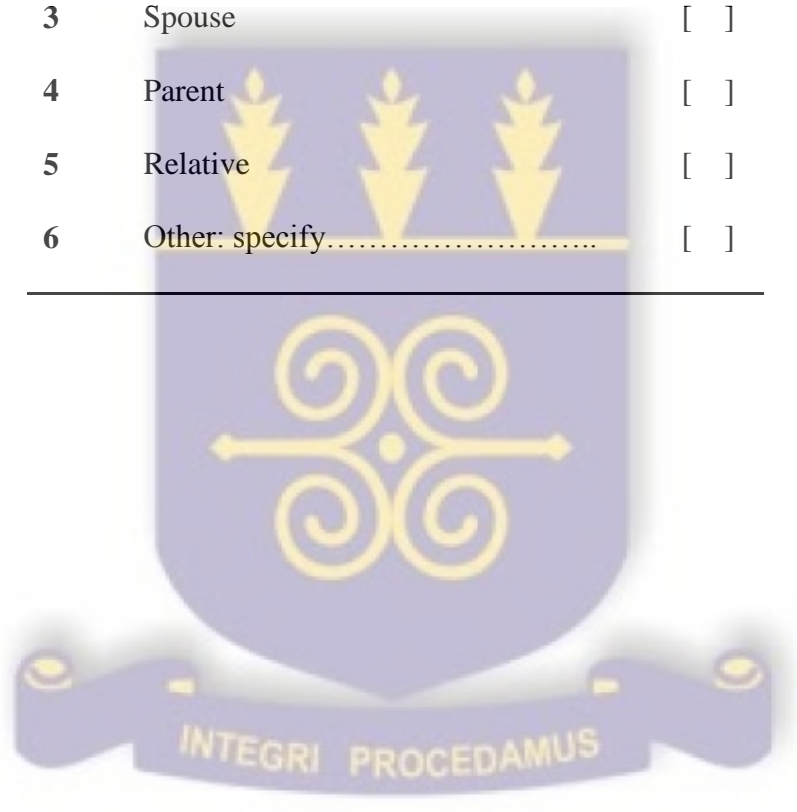 3 Spouse [ ]
4 Parent [ ]
5 Relative [ ]
6 Other: specify…………………….. [ ]
INTEGRI PROCEDAMUS